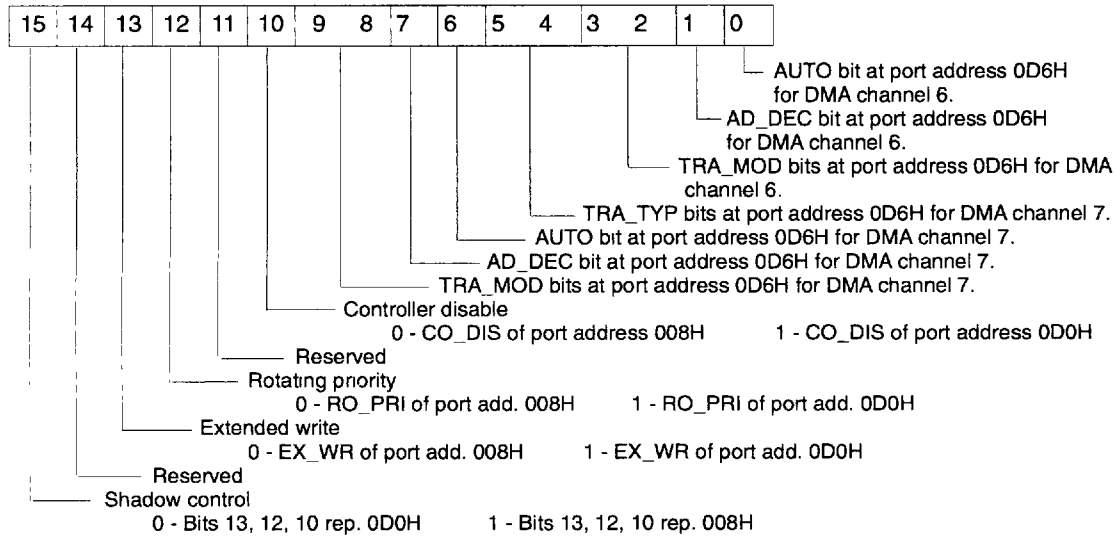 15 14 13 12 11 10 9 8 7 6 5 4 3 2 1 0
AUTO bit at port address 0D6H
for DMA channel 6.
AD_DEC bit at port address 0D6H
for DMA channel 6.
TRA_MOD bits at port address 0D6H for DMA
channel 6.
TRA_TYP bits at port address 0D6H for DMA channel 7.
AUTO bit at port address 0D6H for DMA channel 7.
AD_DEC bit at port address 0D6H for DMA channel 7.
TRA_MOD bits at port address 0D6H for DMA channel 7.
Controller disable
0 - CO_DIS of port address 008H 1 - CO_DIS of port address 0D0H
Reserved
Rotating priority
0 - RO_PRI of port add. 008H 1 - RO_PRI of port add. 0D0H
Extended write
0 - EX_WR of port add. 008H 1 - EX_WR of port add. 0D0H
Reserved
Shadow control
0 - Bits 13, 12, 10 rep. 0D0H 1 - Bits 13, 12, 10 rep. 008H